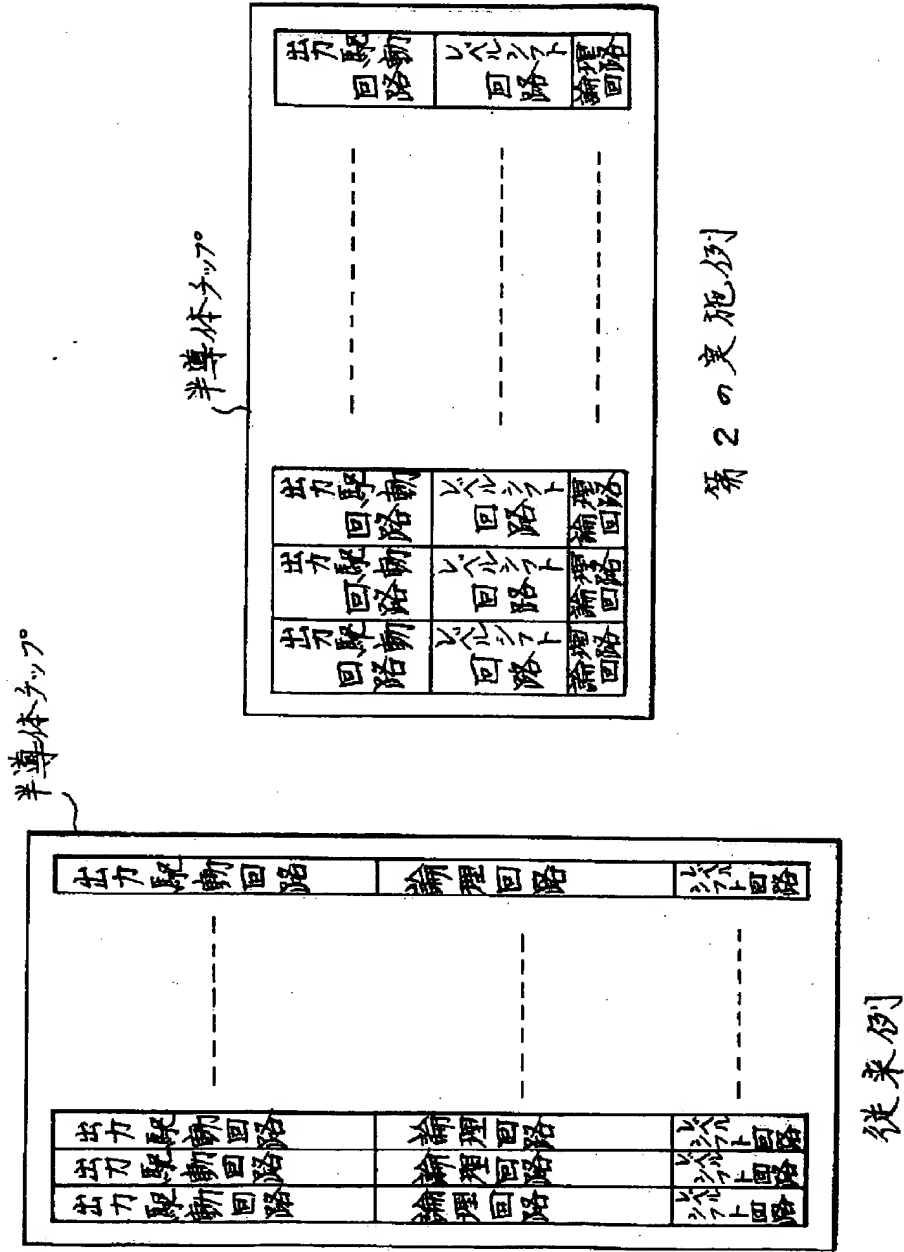 半導体チップ
出力駆動回路
出力駆動回路
出力駆動回路
出力駆動回路
論理回路
論理回路
論理回路
論理回路
レベル
シフト回路
レベル
シフト回路
レベル
シフト回路
レベル
シフト回路
従来例
半導体チップ
出力駆動
回路
出力駆動
回路
出力駆動
回路
出力駆動
回路
レベルシフト
回路
レベルシフト
回路
レベルシフト
回路
レベルシフト
回路
論理
回路
論理
回路
論理
回路
論理
回路
第2の実施例